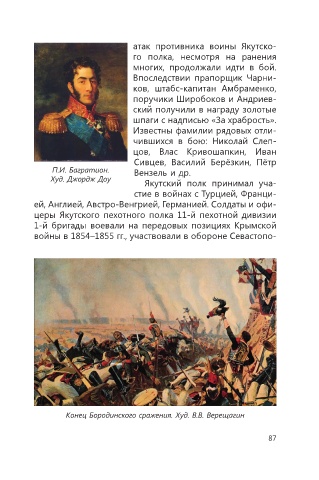 атак противника воины Якутско-
го полка, несмотря на ранения
многих, продолжали идти в бой.
Впоследствии прапорщик Чарни-
ков, штабс-капитан Амбраменко,
поручики Широбоков и Андриев-
ский получили в награду золотые
шпаги с надписью «За храбрость».
Известны фамилии рядовых отли-
чившихся в бою: Николай Слеп-
цов, Влас Кривошапкин, Иван
Сивцев, Василий Берёзкин, Пётр
Вензель и др.
П.И. Багратион.
Худ. Джордж Доу
Якутский полк принимал уча-
стие в войнах с Турцией, Франци-
ей, Англией, Австро-Венгрией, Германией. Солдаты и офи-
церы Якутского пехотного полка 11-й пехотной дивизии
1-й бригады воевали на передовых позициях Крымской
войны в 1854–1855 гг., участвовали в обороне Севастопо-
Конец Бородинского сражения. Худ. В.В. Верещагин
87